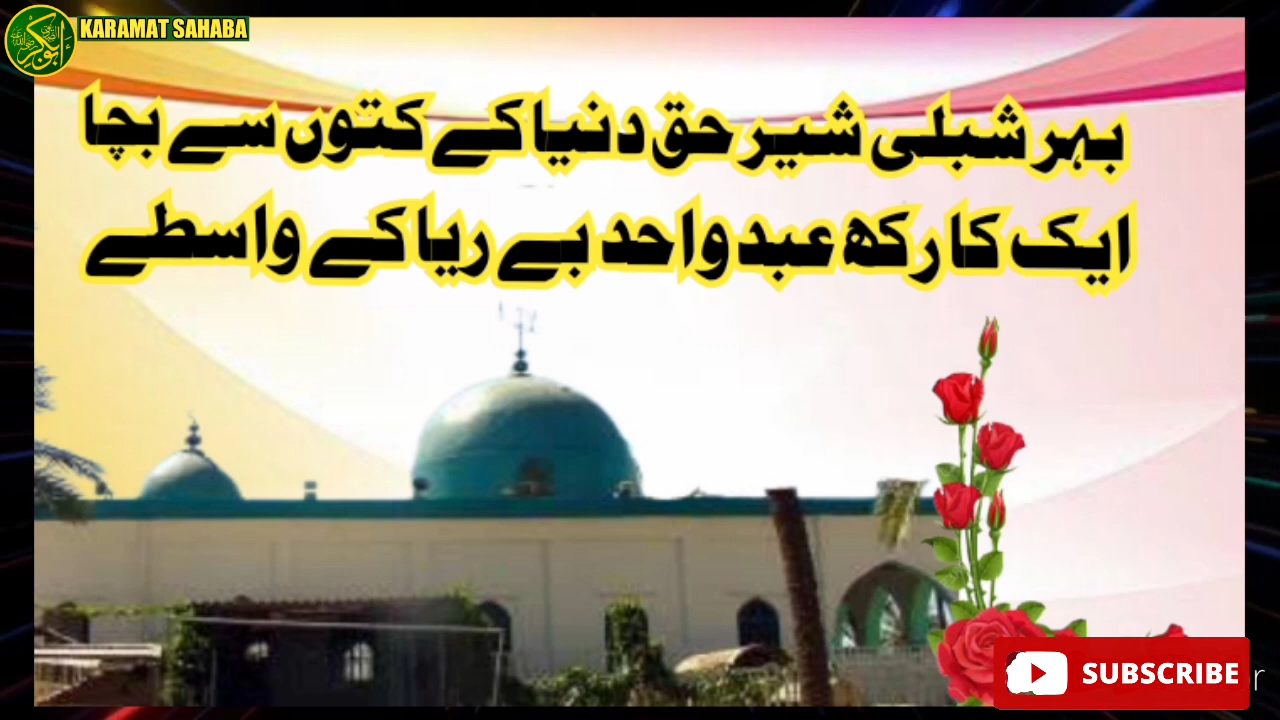 KARAMAT SAHABA
بہر شبلی شیر حق دنیا کے کتوں سے بچا
ایک کا رکھ عبد واحد بے ریا کے واسطے
SUBSCRIBE